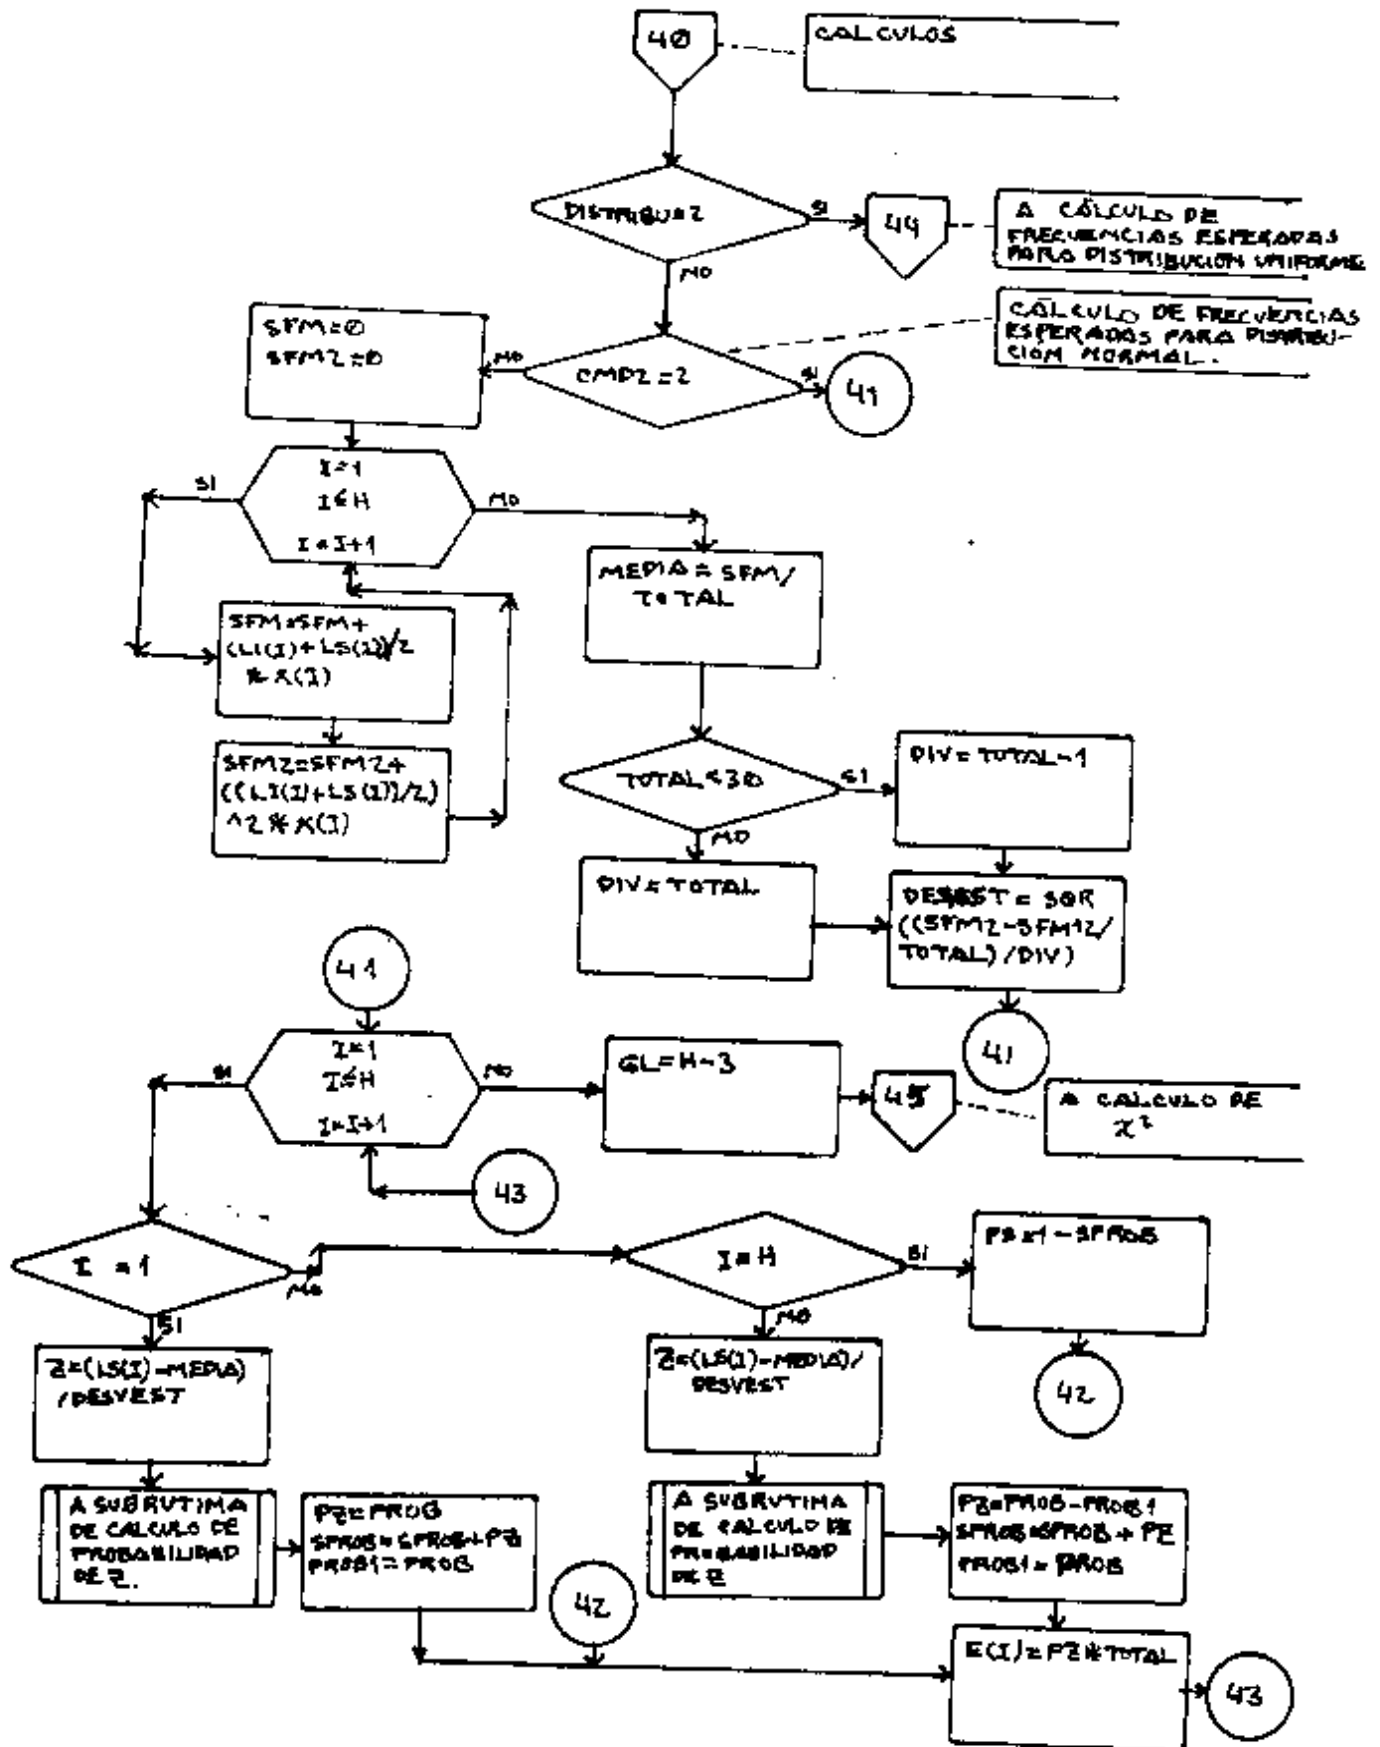 40
CALCULOS
DISTRIBU=2
SI
44
A CÁLCULO DE
FRECUENCIAS ESPERADAS
PARA DISTRIBUCIÓN UNIFORME
NO
CÁLCULO DE FRECUENCIAS
ESPERADAS PARA DISTRIBU-
CIÓN NORMAL.
SFM=0
SFM2=0
NO
CMP2=2
SI
41
I=1
I≤H
I=I+1
SI
NO
MEDIA=SFM/
TOTAL
SFM=SFM+
(LI(I)+LS(I))/2
*X(I)
SFM2=SFM2+
((LI(I)+LS(I))/2)
^2*X(I)
TOTAL<30
SI
NO
DIV=TOTAL-1
DIV=TOTAL
DESVEST=SQR
((SFM2-SFM^2/
TOTAL)/DIV)
41
41
I=1
I≤H
I=I+1
SI
NO
GL=H-3
45
A CALCULO DE
X²
43
I =1
NO
SI
I=H
SI
NO
PZ=1-SPROB
42
Z=(LS(I)-MEDIA)
/DESVEST
Z=(LS(I)-MEDIA)/
DESVEST
A SUBRUTINA
DE CALCULO DE
PROBABILIDAD
DE Z.
PZ=PROB
SPROB=SPROB+PZ
PROB1=PROB
A SUBRUTINA
DE CALCULO DE
PROBABILIDAD
DE Z
PZ=PROB-PROB1
SPROB=SPROB+PZ
PROB1=PROB
42
E(I)=PZ*TOTAL
43